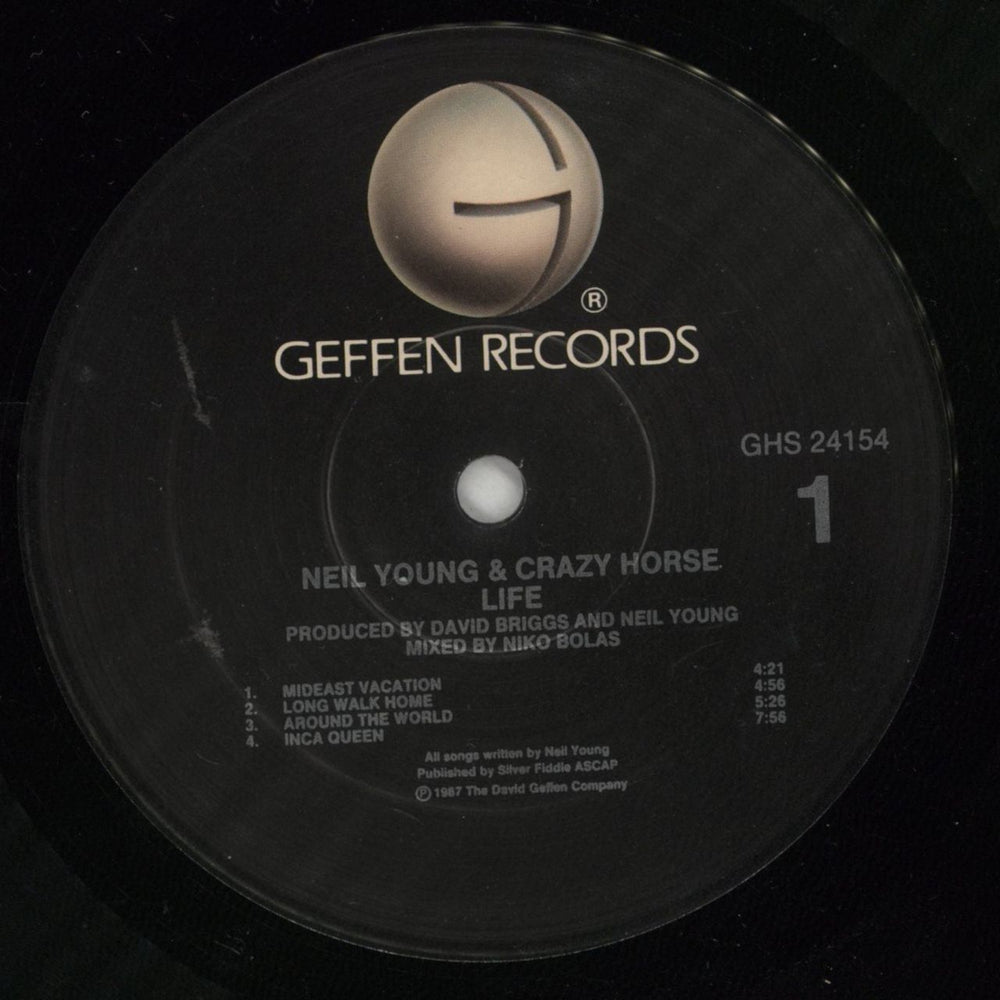 ®
GEFFEN RECORDS
GHS 24154
1
NEIL YOUNG & CRAZY HORSE
LIFE
PRODUCED BY DAVID BRIGGS AND NEIL YOUNG
MIXED BY NIKO BOLAS
1. MIDEAST VACATION 4:21
2. LONG WALK HOME 4:56
3. AROUND THE WORLD 5:26
4. INCA QUEEN 7:56
All songs written by Neil Young
Published by Silver Fiddle ASCAP
℗ 1987 The David Geffen Company